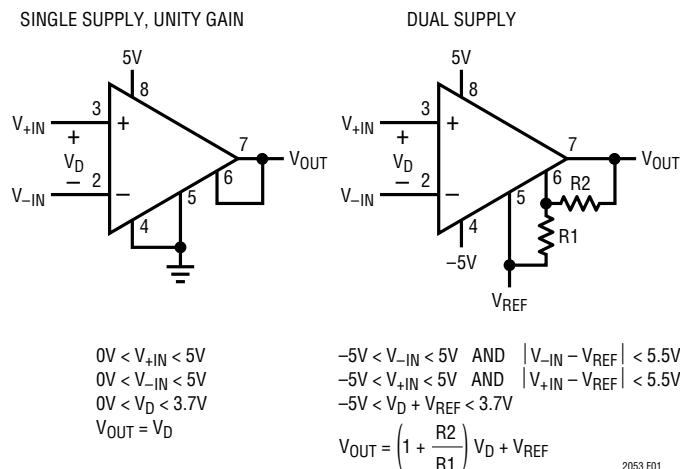 SINGLE SUPPLY, UNITY GAIN
5V
8
3
V+IN
+
+
VD
7
VOUT
–
6
V–IN
2
–
5
4
0V < V+IN < 5V
0V < V–IN < 5V
0V < VD < 3.7V
VOUT = VD
DUAL SUPPLY
5V
8
3
V+IN
+
+
VD
7
VOUT
–
6
R2
V–IN
2
–
5
4
R1
–5V
VREF
–5V < V–IN < 5V AND |V–IN – VREF| < 5.5V
–5V < V+IN < 5V AND |V+IN – VREF| < 5.5V
–5V < VD + VREF < 3.7V
VOUT = (1 + R2/R1) VD + VREF
2053 F01